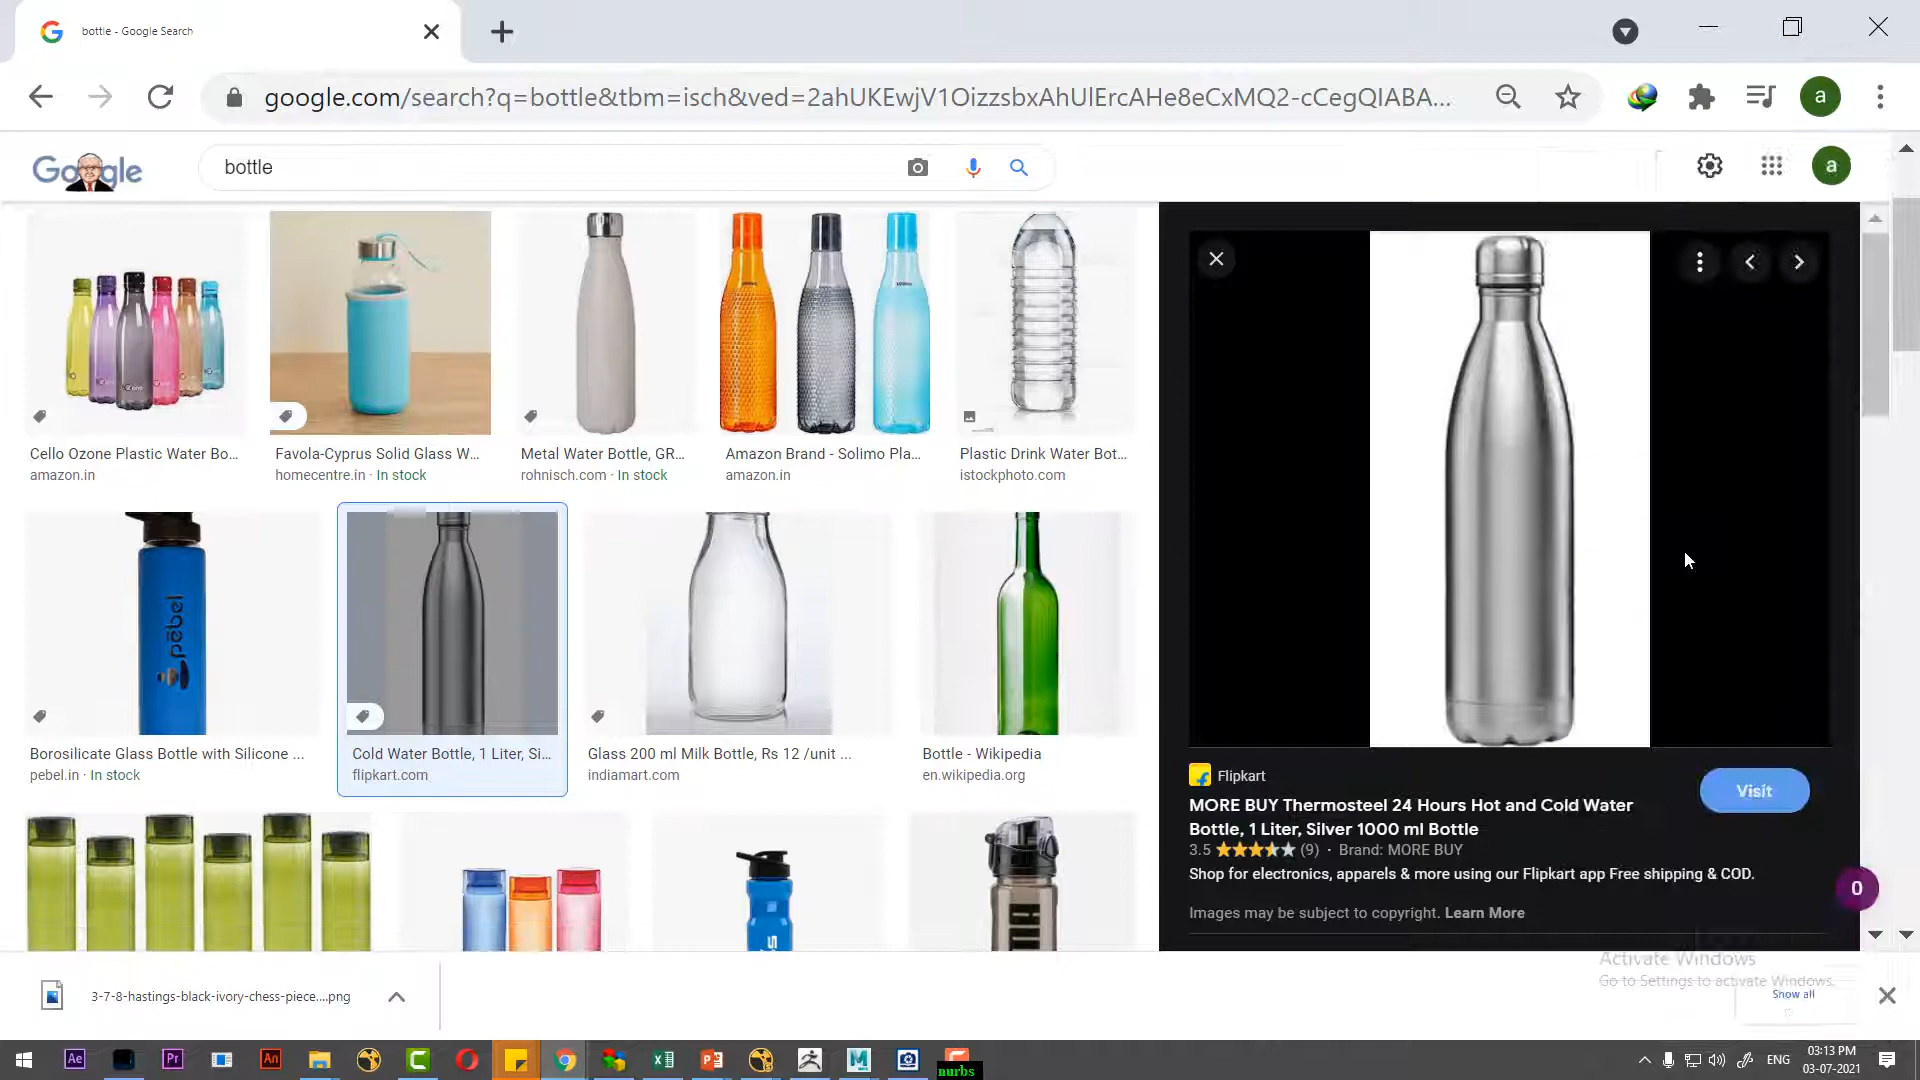 bottle - Google Search
google.com/search?q=bottle&tbm=isch&ved=2ahUKEwjV1OizzsbxAhUlErcAHe8eCxMQ2-cCegQIABA...
a
Google
bottle
a
Cello Ozone Plastic Water Bo...
amazon.in
Favola-Cyprus Solid Glass W...
homecentre.in · In stock
Metal Water Bottle, GR...
rohnisch.com · In stock
Amazon Brand - Solimo Pla...
amazon.in
Plastic Drink Water Bot...
istockphoto.com
pebel
Borosilicate Glass Bottle with Silicone ...
pebel.in · In stock
Cold Water Bottle, 1 Liter, Si...
flipkart.com
Glass 200 ml Milk Bottle, Rs 12 /unit ...
indiamart.com
Bottle - Wikipedia
en.wikipedia.org
Flipkart
Visit
MORE BUY Thermosteel 24 Hours Hot and Cold Water
Bottle, 1 Liter, Silver 1000 ml Bottle
3.5 (9) · Brand: MORE BUY
Shop for electronics, apparels & more using our Flipkart app Free shipping & COD.
0
Images may be subject to copyright. Learn More
Activate Windows
Go to Settings to activate Windows.
3-7-8-hastings-black-ivory-chess-piece....png
Show all
Ae
Pr
An
nurbs
ENG
03:13 PM
03-07-2021